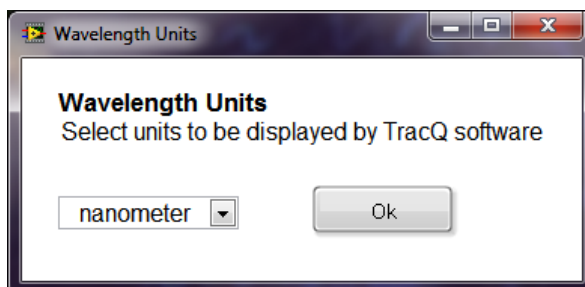 Wavelength Units
Wavelength Units
Select units to be displayed by TracQ software
nanometer
Ok